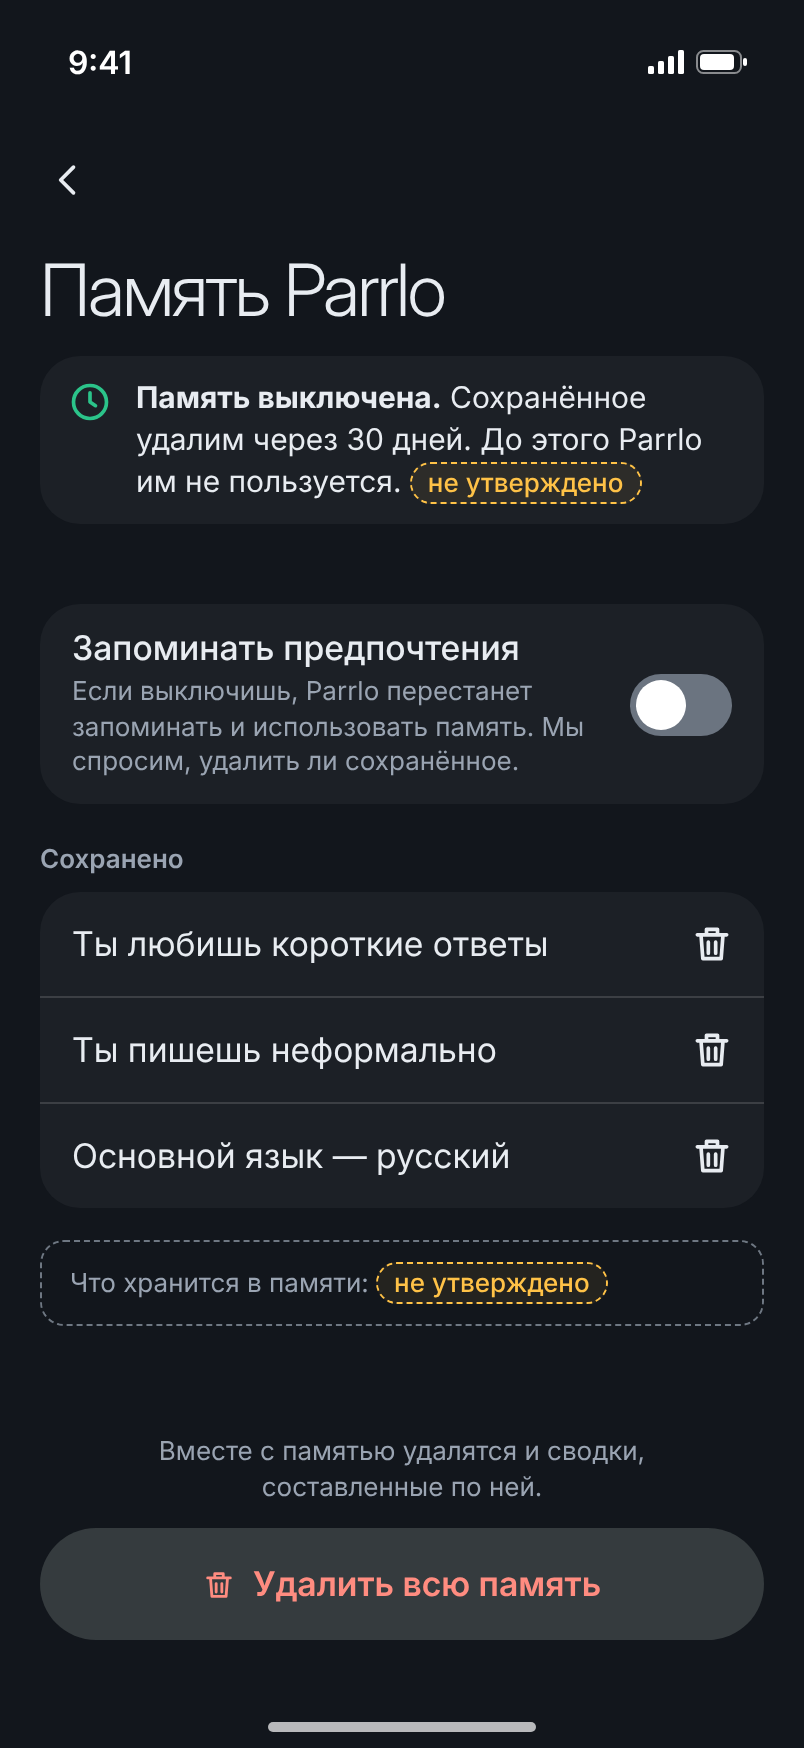 9:41
Память Parrlo
Память выключена. Сохранённое
удалим через 30 дней. До этого Parrlo
им не пользуется. не утверждено
Запоминать предпочтения
Если выключишь, Parrlo перестанет
запоминать и использовать память. Мы
спросим, удалить ли сохранённое.
Сохранено
Ты любишь короткие ответы
Ты пишешь неформально
Основной язык — русский
Что хранится в памяти: не утверждено
Вместе с памятью удалятся и сводки,
составленные по ней.
Удалить всю память